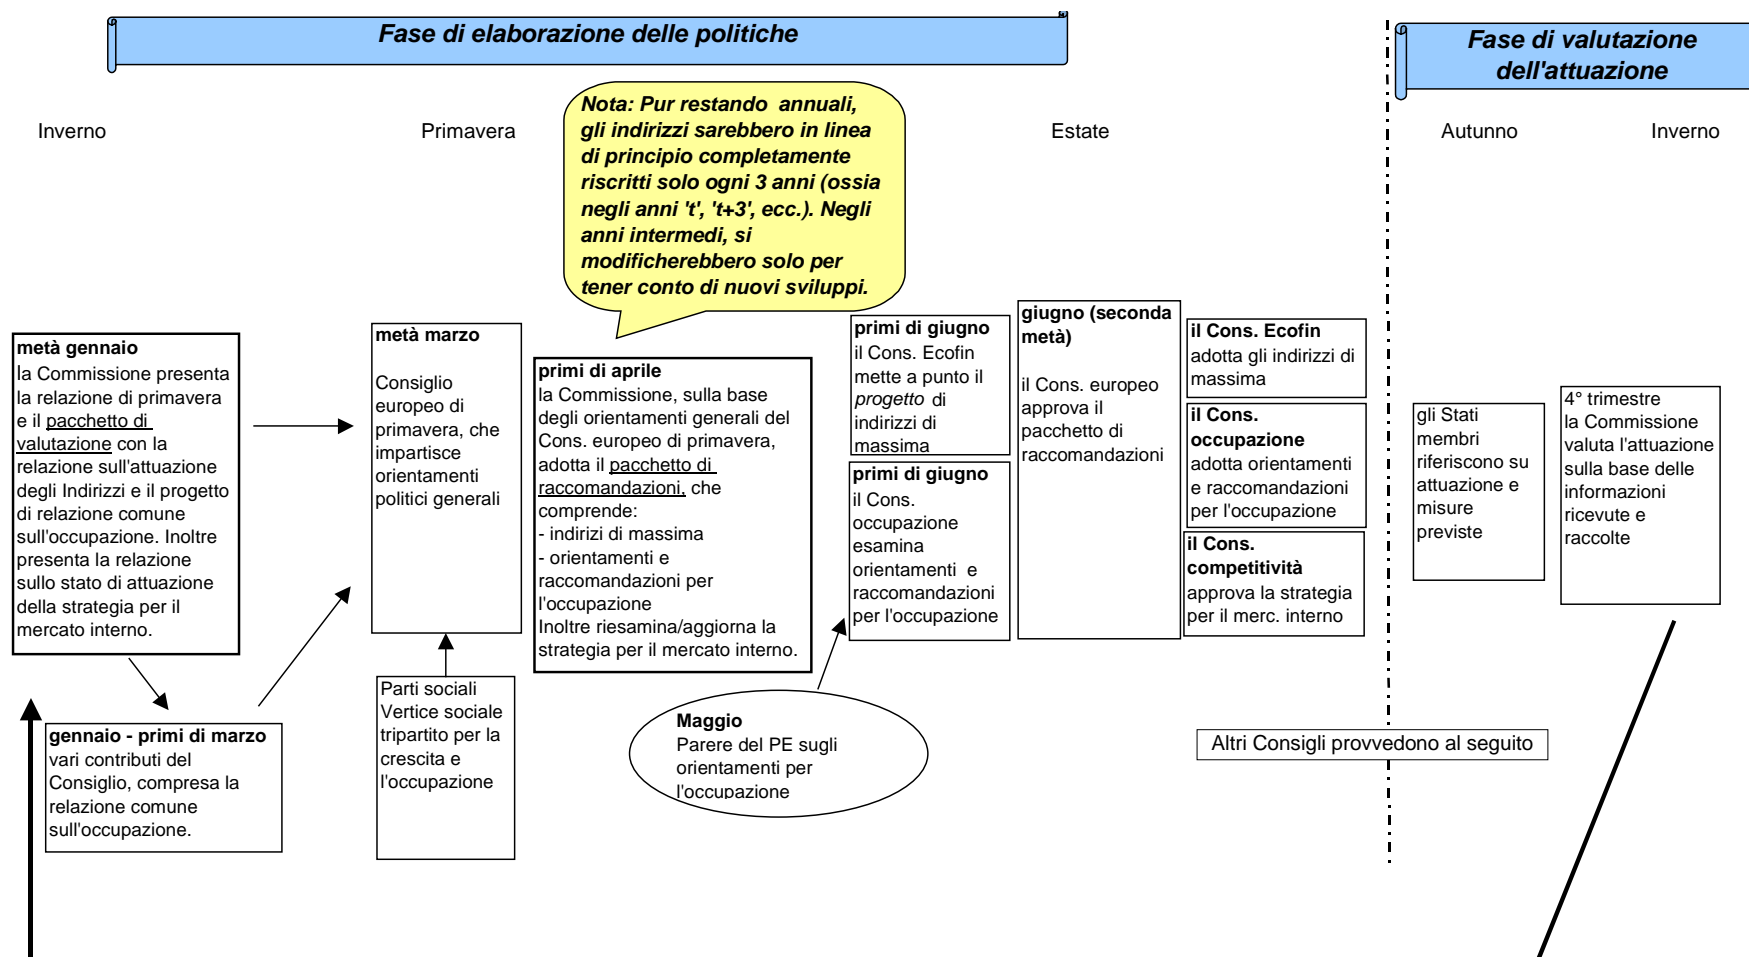 Fase di elaborazione delle politiche
Fase di valutazione
dell'attuazione
Inverno
Primavera
Estate
Autunno
Inverno
Nota: Pur restando annuali,
gli indirizzi sarebbero in linea
di principio completamente
riscritti solo ogni 3 anni (ossia
negli anni 't', 't+3', ecc.). Negli
anni intermedi, si
modificherebbero solo per
tener conto di nuovi sviluppi.
metà gennaio
la Commissione presenta
la relazione di primavera
e il pacchetto di
valutazione con la
relazione sull'attuazione
degli Indirizzi e il progetto
di relazione comune
sull'occupazione. Inoltre
presenta la relazione
sullo stato di attuazione
della strategia per il
mercato interno.
gennaio - primi di marzo
vari contributi del
Consiglio, compresa la
relazione comune
sull'occupazione.
metà marzo
Consiglio
europeo di
primavera, che
impartisce
orientamenti
politici generali
Parti sociali
Vertice sociale
tripartito per la
crescita e
l'occupazione
primi di aprile
la Commissione, sulla base
degli orientamenti generali del
Cons. europeo di primavera,
adotta il pacchetto di
raccomandazioni, che
comprende:
- indirizi di massima
- orientamenti e
raccomandazioni per
l'occupazione
Inoltre riesamina/aggiorna la
strategia per il mercato interno.
Maggio
Parere del PE sugli
orientamenti per
l'occupazione
primi di giugno
il Cons. Ecofin
mette a punto il
progetto di
indirizzi di
massima
primi di giugno
il Cons.
occupazione
esamina
orientamenti e
raccomandazioni
per l'occupazione
giugno (seconda
metà)
il Cons. europeo
approva il
pacchetto di
raccomandazioni
il Cons. Ecofin
adotta gli indirizzi di
massima
il Cons.
occupazione
adotta orientamenti
e raccomandazioni
per l'occupazione
il Cons.
competitività
approva la strategia
per il merc. interno
Altri Consigli provvedono al seguito
gli Stati
membri
riferiscono su
attuazione e
misure
previste
4° trimestre
la Commissione
valuta l'attuazione
sulla base delle
informazioni
ricevute e
raccolte